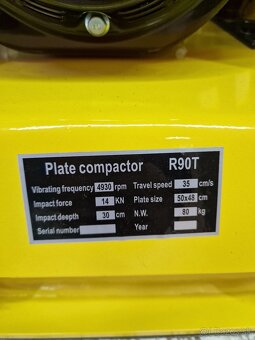 Plate compactor R90T
Vibrating frequency 4930 rpm Travel speed 35 cm/s
Impact force 14 KN Plate size 50x48 cm
Impact deepth 30 cm N.W. 80 kg
Serial number Year